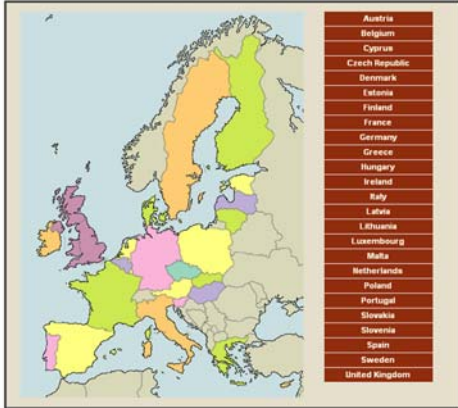 Austria
Belgium
Cyprus
Czech Republic
Denmark
Estonia
Finland
France
Germany
Greece
Hungary
Ireland
Italy
Latvia
Lithuania
Luxembourg
Malta
Netherlands
Poland
Portugal
Slovakia
Slovenia
Spain
Sweden
United Kingdom